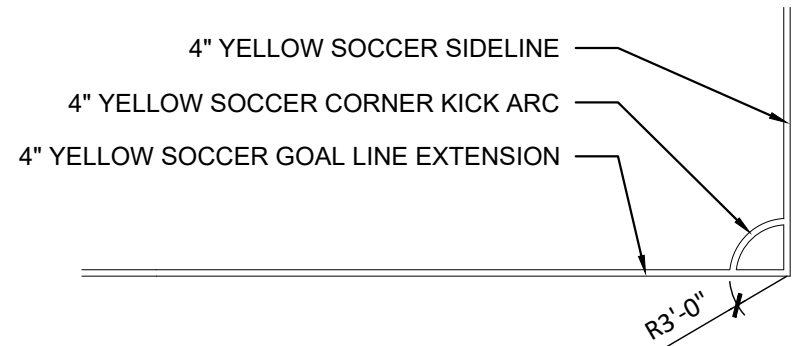 4" YELLOW SOCCER SIDELINE
4" YELLOW SOCCER CORNER KICK ARC
4" YELLOW SOCCER GOAL LINE EXTENSION
R3'-0"